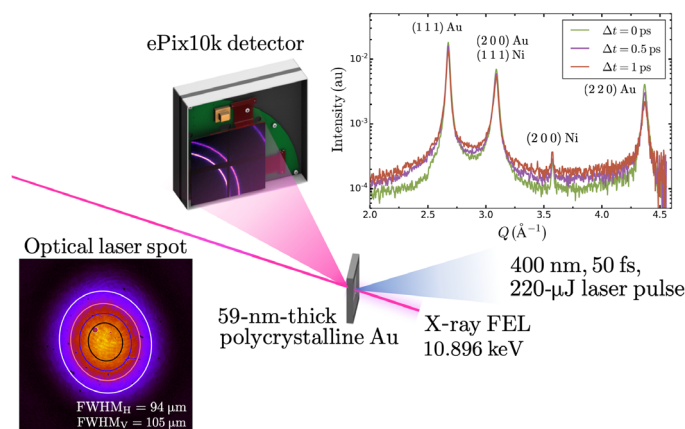 ePix10k detector
(1 1 1) Au
(2 0 0) Au
(1 1 1) Ni
(2 0 0) Ni
(2 2 0) Au
Δt = 0 ps
Δt = 0.5 ps
Δt = 1 ps
Intensity (au)
10⁻²
10⁻³
10⁻⁴
2.0
2.5
3.0
3.5
4.0
4.5
Q (Å⁻¹)
Optical laser spot
FWHM_H = 94 µm
FWHM_V = 105 µm
59-nm-thick
polycrystalline Au
400 nm, 50 fs,
220-µJ laser pulse
X-ray FEL
10.896 keV